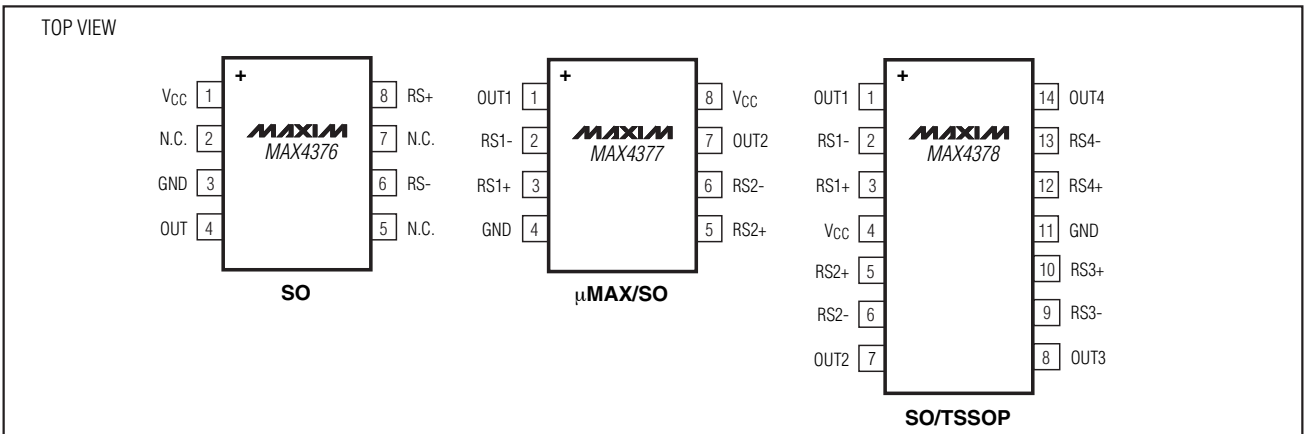 TOP VIEW
+
MAXIM
MAX4376
VCC 1
N.C. 2
GND 3
OUT 4
8 RS+
7 N.C.
6 RS-
5 N.C.
SO
+
MAXIM
MAX4377
OUT1 1
RS1- 2
RS1+ 3
GND 4
8 VCC
7 OUT2
6 RS2-
5 RS2+
μMAX/SO
+
MAXIM
MAX4378
OUT1 1
RS1- 2
RS1+ 3
VCC 4
RS2+ 5
RS2- 6
OUT2 7
14 OUT4
13 RS4-
12 RS4+
11 GND
10 RS3+
9 RS3-
8 OUT3
SO/TSSOP